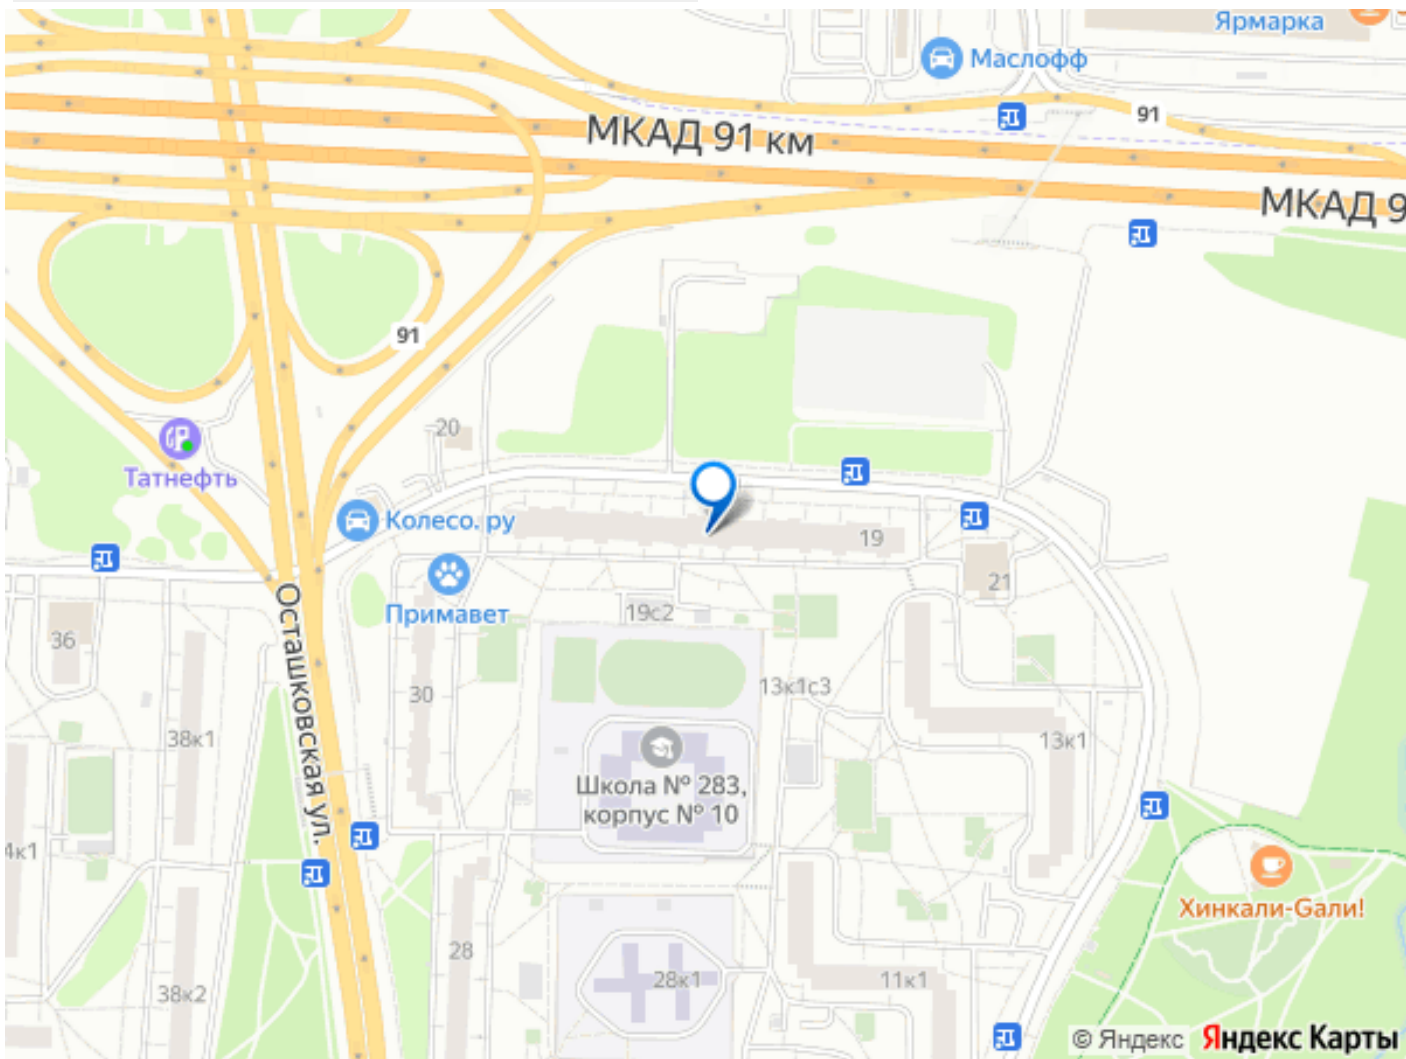 Ярмарка
Маслофф
91
МКАД 91 км
МКАД 9
91
20
Татнефть
Колесо. ру
19
21
Примавет
19с2
36
Осташковская ул.
30
13к1с3
38к1
13к1
Школа № 283,
корпус № 10
4к1
Хинкали-Gали!
28
28к1
11к1
38к2
© Яндекс Яндекс Карты